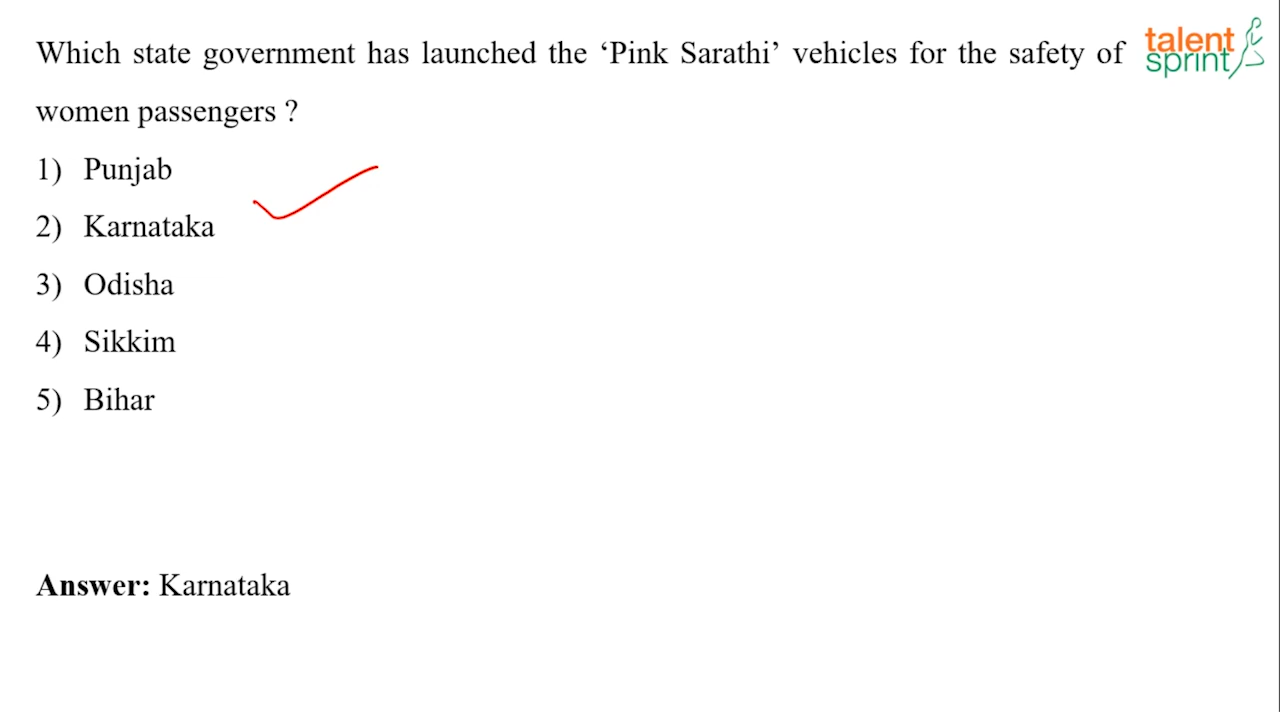 Which state government has launched the ‘Pink Sarathi’ vehicles for the safety of
talent
sprint
women passengers ?
1) Punjab
2) Karnataka
3) Odisha
4) Sikkim
5) Bihar
Answer: Karnataka